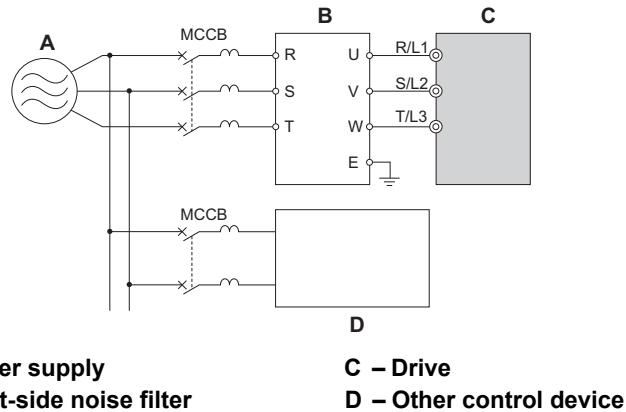 B
C
A
MCCB
R
U
R/L1
S
V
S/L2
T
W
T/L3
E
MCCB
D
er supply
C – Drive
t-side noise filter
D – Other control device